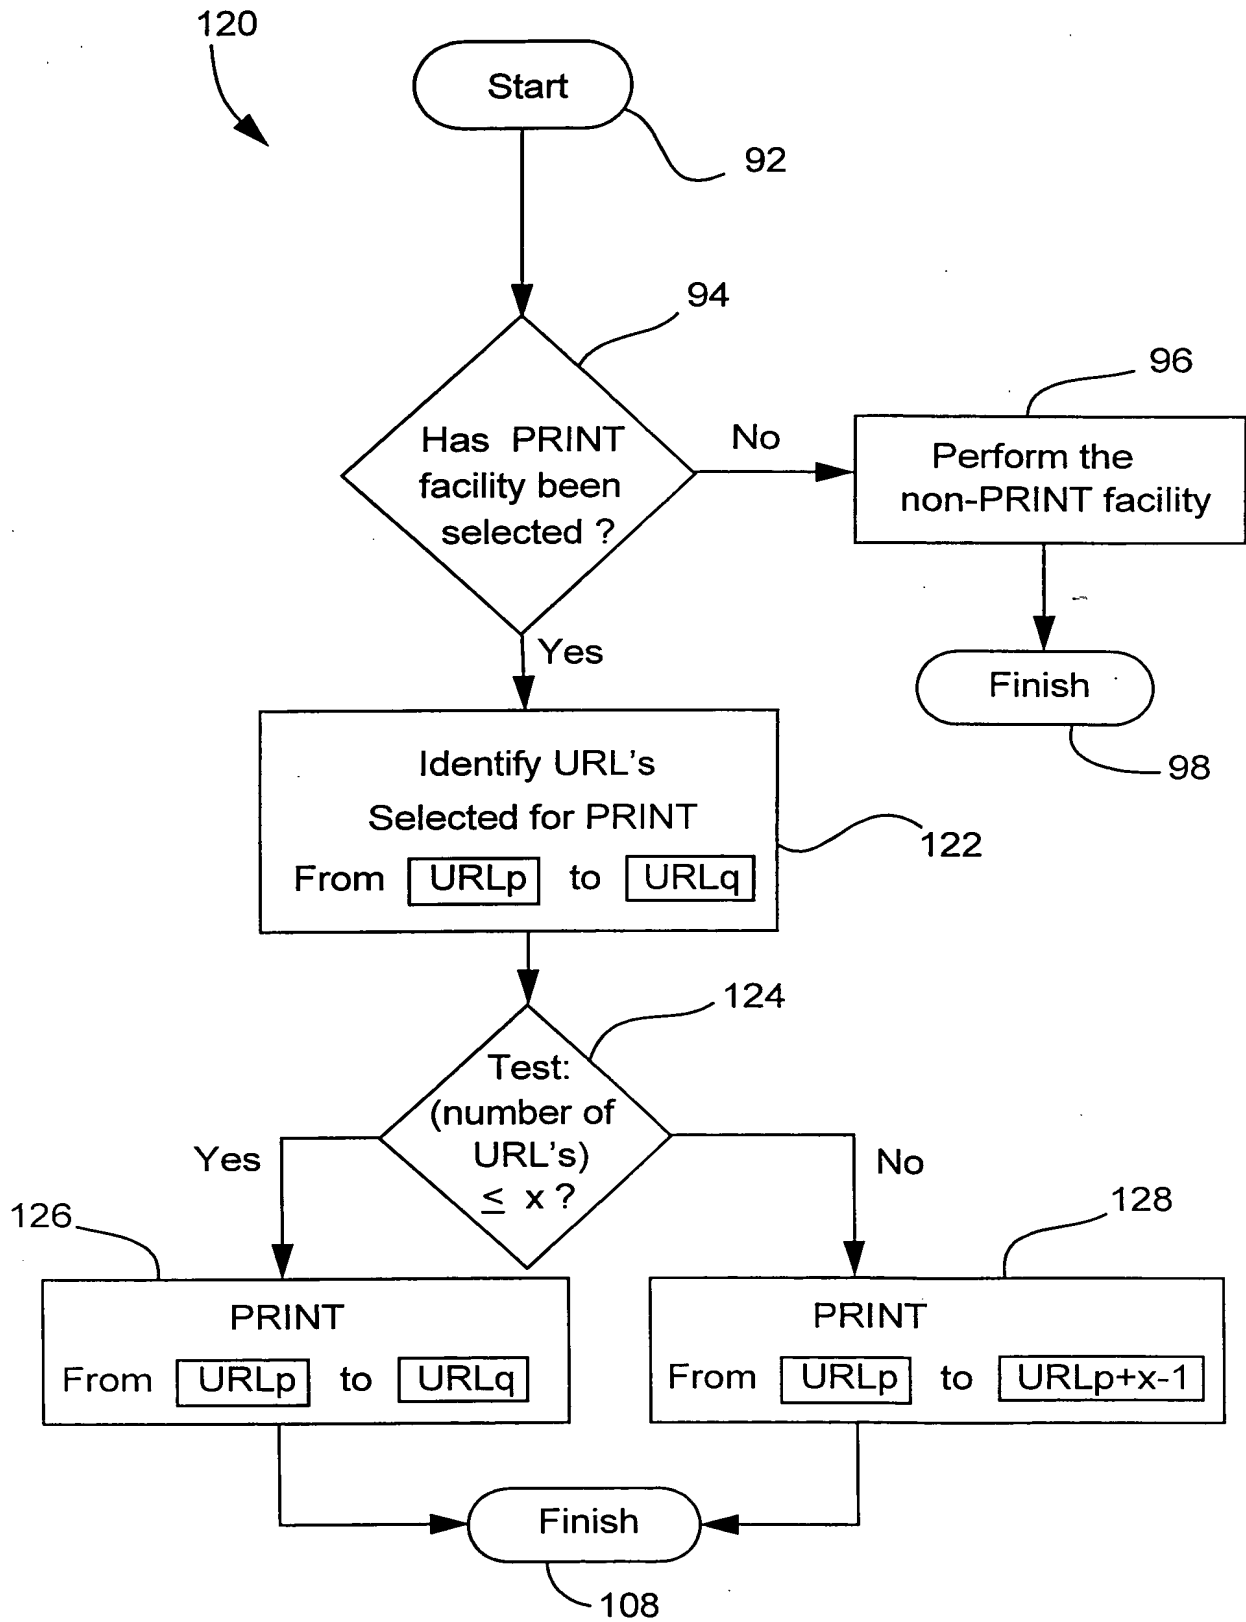 120
Start
92
94
Has PRINT
facility been
selected ?
No
96
Perform the
non-PRINT facility
Yes
Finish
98
Identify URL's
Selected for PRINT
From URLp to URLq
122
124
Test:
(number of
URL's)
≤ x ?
Yes
No
126
128
PRINT
From URLp to URLq
PRINT
From URLp to URLp+x-1
Finish
108